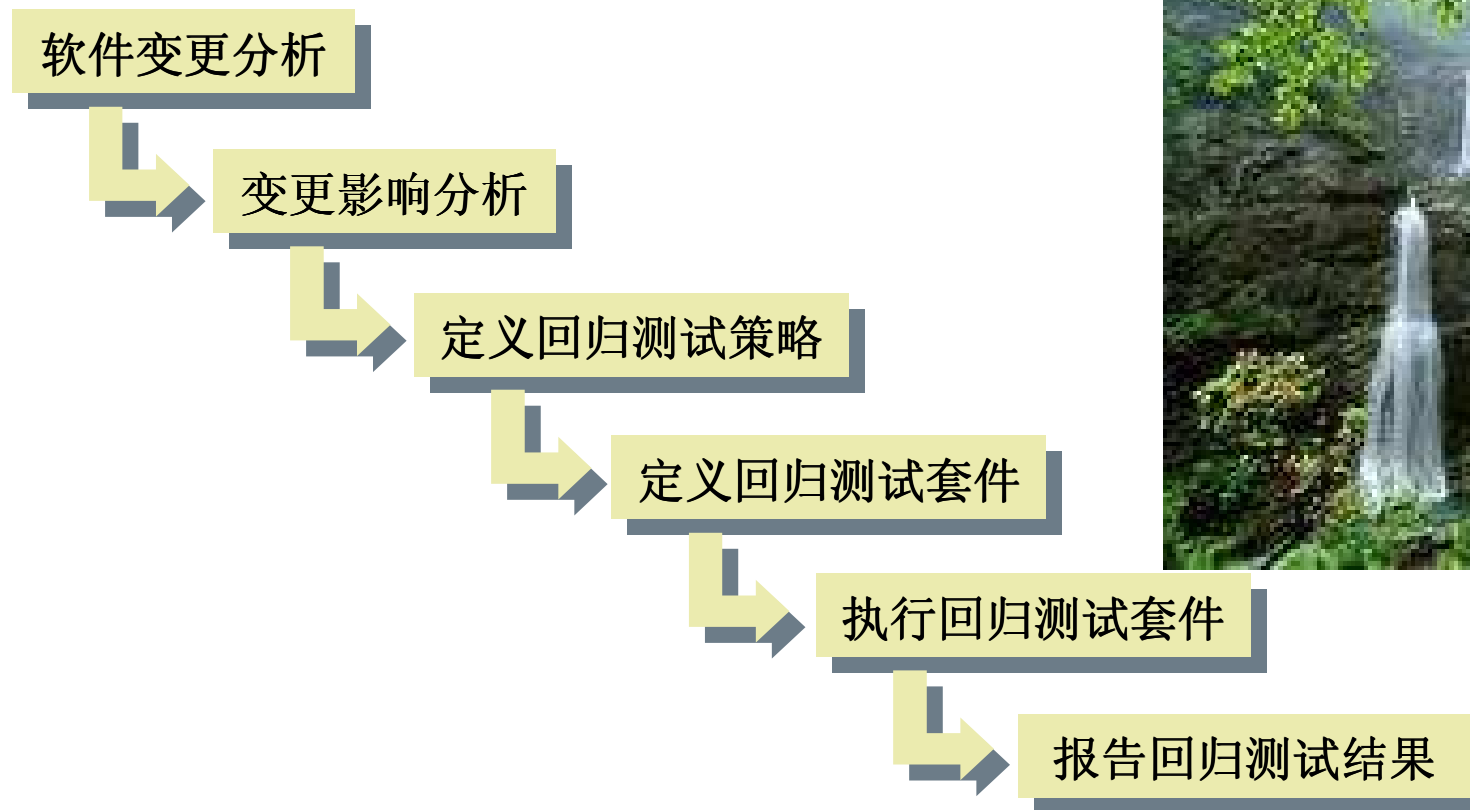 软件变更分析
变更影响分析
定义回归测试策略
定义回归测试套件
执行回归测试套件
报告回归测试结果